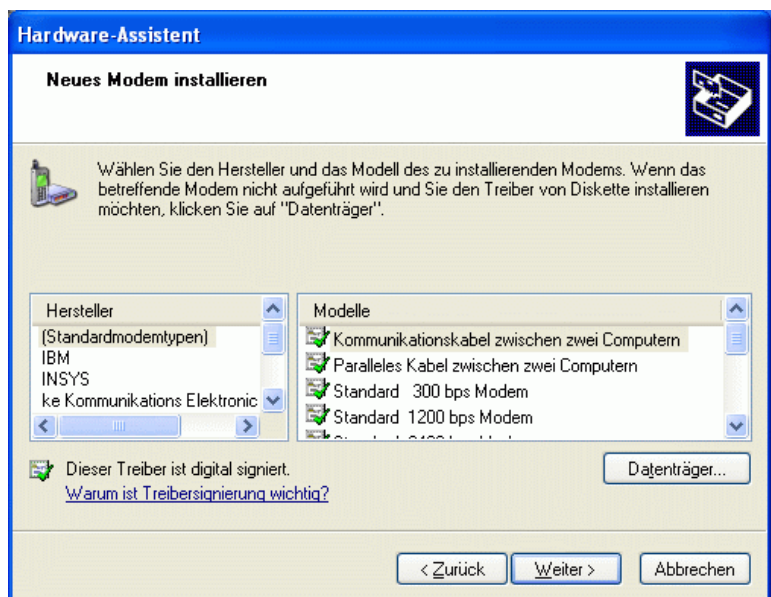 Hardware-Assistent
Neues Modem installieren
Wählen Sie den Hersteller und das Modell des zu installierenden Modems. Wenn das
betreffende Modem nicht aufgeführt wird und Sie den Treiber von Diskette installieren
möchten, klicken Sie auf "Datenträger".
Hersteller
(Standardmodemtypen)
IBM
INSYS
ke Kommunikations Elektronic
Modelle
Kommunikationskabel zwischen zwei Computern
Paralleles Kabel zwischen zwei Computern
Standard 300 bps Modem
Standard 1200 bps Modem
Dieser Treiber ist digital signiert.
Warum ist Treibersignierung wichtig?
Datenträger...
< Zurück
Weiter >
Abbrechen